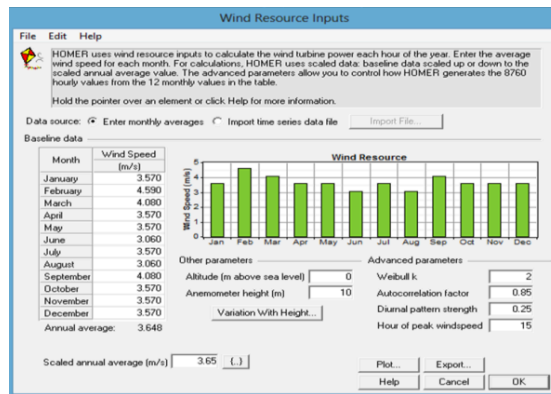 Wind Resource Inputs
File Edit Help
HOMER uses wind resource inputs to calculate the wind turbine power each hour of the year. Enter the average
wind speed for each month. For calculations, HOMER uses scaled data: baseline data scaled up or down to the
scaled annual average value. The advanced parameters allow you to control how HOMER generates the 8760
hourly values from the 12 monthly values in the table.
Hold the pointer over an element or click Help for more information.
Data source: Enter monthly averages Import time series data file Import File...
Baseline data
Month Wind Speed
(m/s)
January 3.570
February 4.590
March 4.080
April 3.570
May 3.570
June 3.060
July 3.570
August 3.060
September 4.080
October 3.570
November 3.570
December 3.570
Annual average: 3.648
Wind Resource
Wind Speed (m/s)
5
4
3
2
1
0
Jan Feb Mar Apr May Jun Jul Aug Sep Oct Nov Dec
Other parameters
Altitude (m above sea level) 0
Anemometer height (m) 10
Variation With Height...
Advanced parameters
Weibull k 2
Autocorrelation factor 0.85
Diurnal pattern strength 0.25
Hour of peak windspeed 15
Scaled annual average (m/s) 3.65 {..}
Plot... Export...
Help Cancel OK